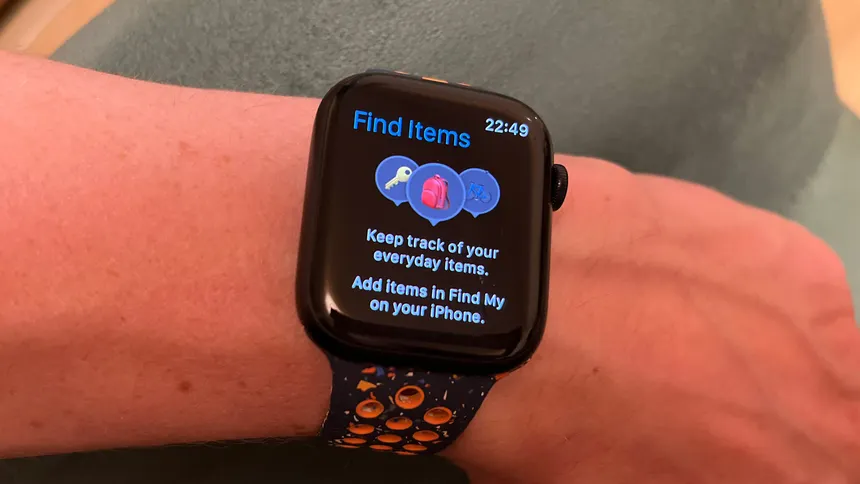 Find Items
22:49
Keep track of your
everyday items.
Add items in Find My
on your iPhone.